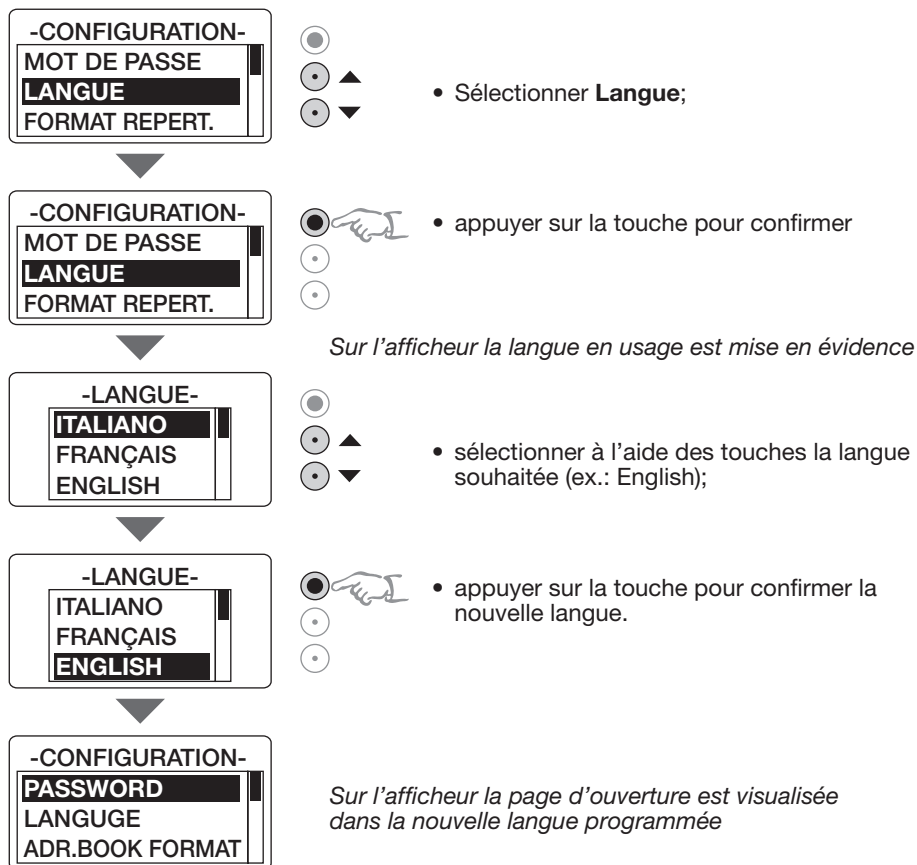 -CONFIGURATION-
MOT DE PASSE
LANGUE
FORMAT REPERT.
• Sélectionner Langue;
-CONFIGURATION-
MOT DE PASSE
LANGUE
FORMAT REPERT.
• appuyer sur la touche pour confirmer
Sur l’afficheur la langue en usage est mise en évidence
-LANGUE-
ITALIANO
FRANÇAIS
ENGLISH
• sélectionner à l’aide des touches la langue
souhaitée (ex.: English);
-LANGUE-
ITALIANO
FRANÇAIS
ENGLISH
• appuyer sur la touche pour confirmer la
nouvelle langue.
-CONFIGURATION-
PASSWORD
LANGUGE
ADR.BOOK FORMAT
Sur l’afficheur la page d’ouverture est visualisée
dans la nouvelle langue programmée